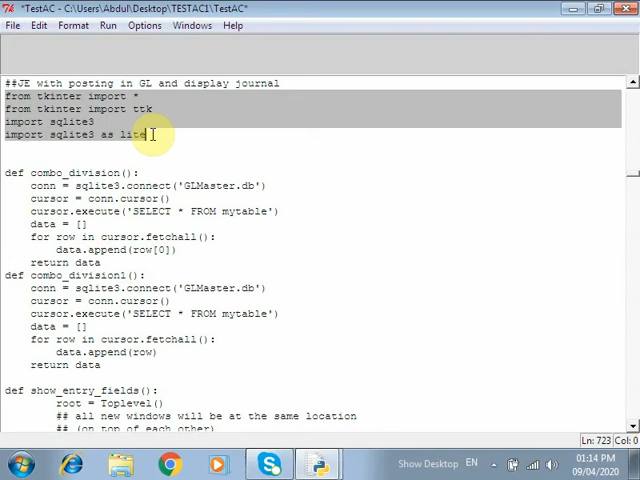 *TestAC - C:\Users\Abdul\Desktop\TESTAC1\TestAC*
File Edit Format Run Options Windows Help
##JE with posting in GL and display journal
from tkinter import *
from tkinter import ttk
import sqlite3
import sqlite3 as lite
def combo_division():
    conn = sqlite3.connect('GLMaster.db')
    cursor = conn.cursor()
    cursor.execute('SELECT * FROM mytable')
    data = []
    for row in cursor.fetchall():
        data.append(row[0])
    return data
def combo_division1():
    conn = sqlite3.connect('GLMaster.db')
    cursor = conn.cursor()
    cursor.execute('SELECT * FROM mytable')
    data = []
    for row in cursor.fetchall():
        data.append(row)
    return data
def show_entry_fields():
        root = Toplevel()
        ## all new windows will be at the same location
        ## (on top of each other)
Ln: 723 Col: 0
Show Desktop EN 01:14 PM
09/04/2020